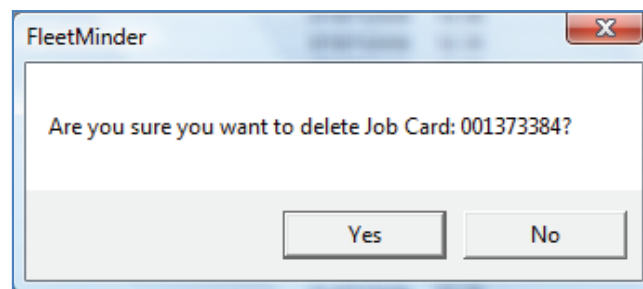 FleetMinder
Are you sure you want to delete Job Card: 001373384?
Yes No